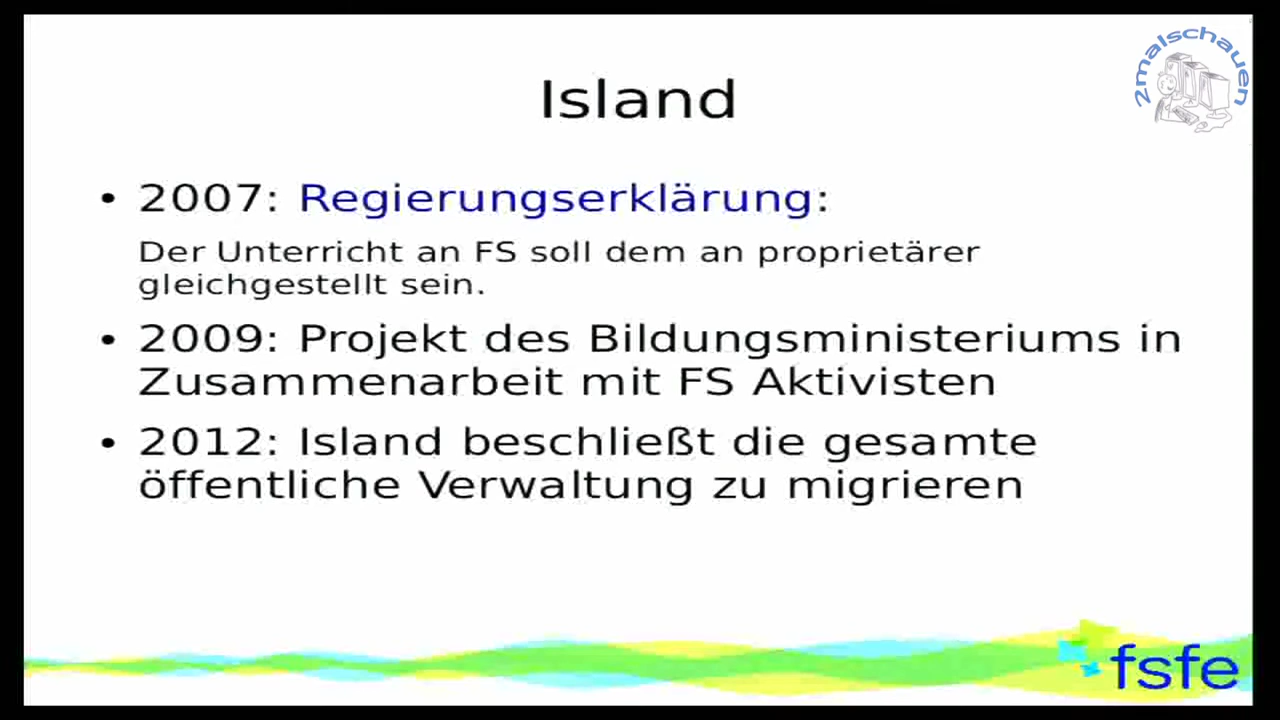 2malschauen
Island
• 2007: Regierungserklärung:
Der Unterricht an FS soll dem an proprietärer
gleichgestellt sein.
• 2009: Projekt des Bildungsministeriums in
Zusammenarbeit mit FS Aktivisten
• 2012: Island beschließt die gesamte
öffentliche Verwaltung zu migrieren
fsfe